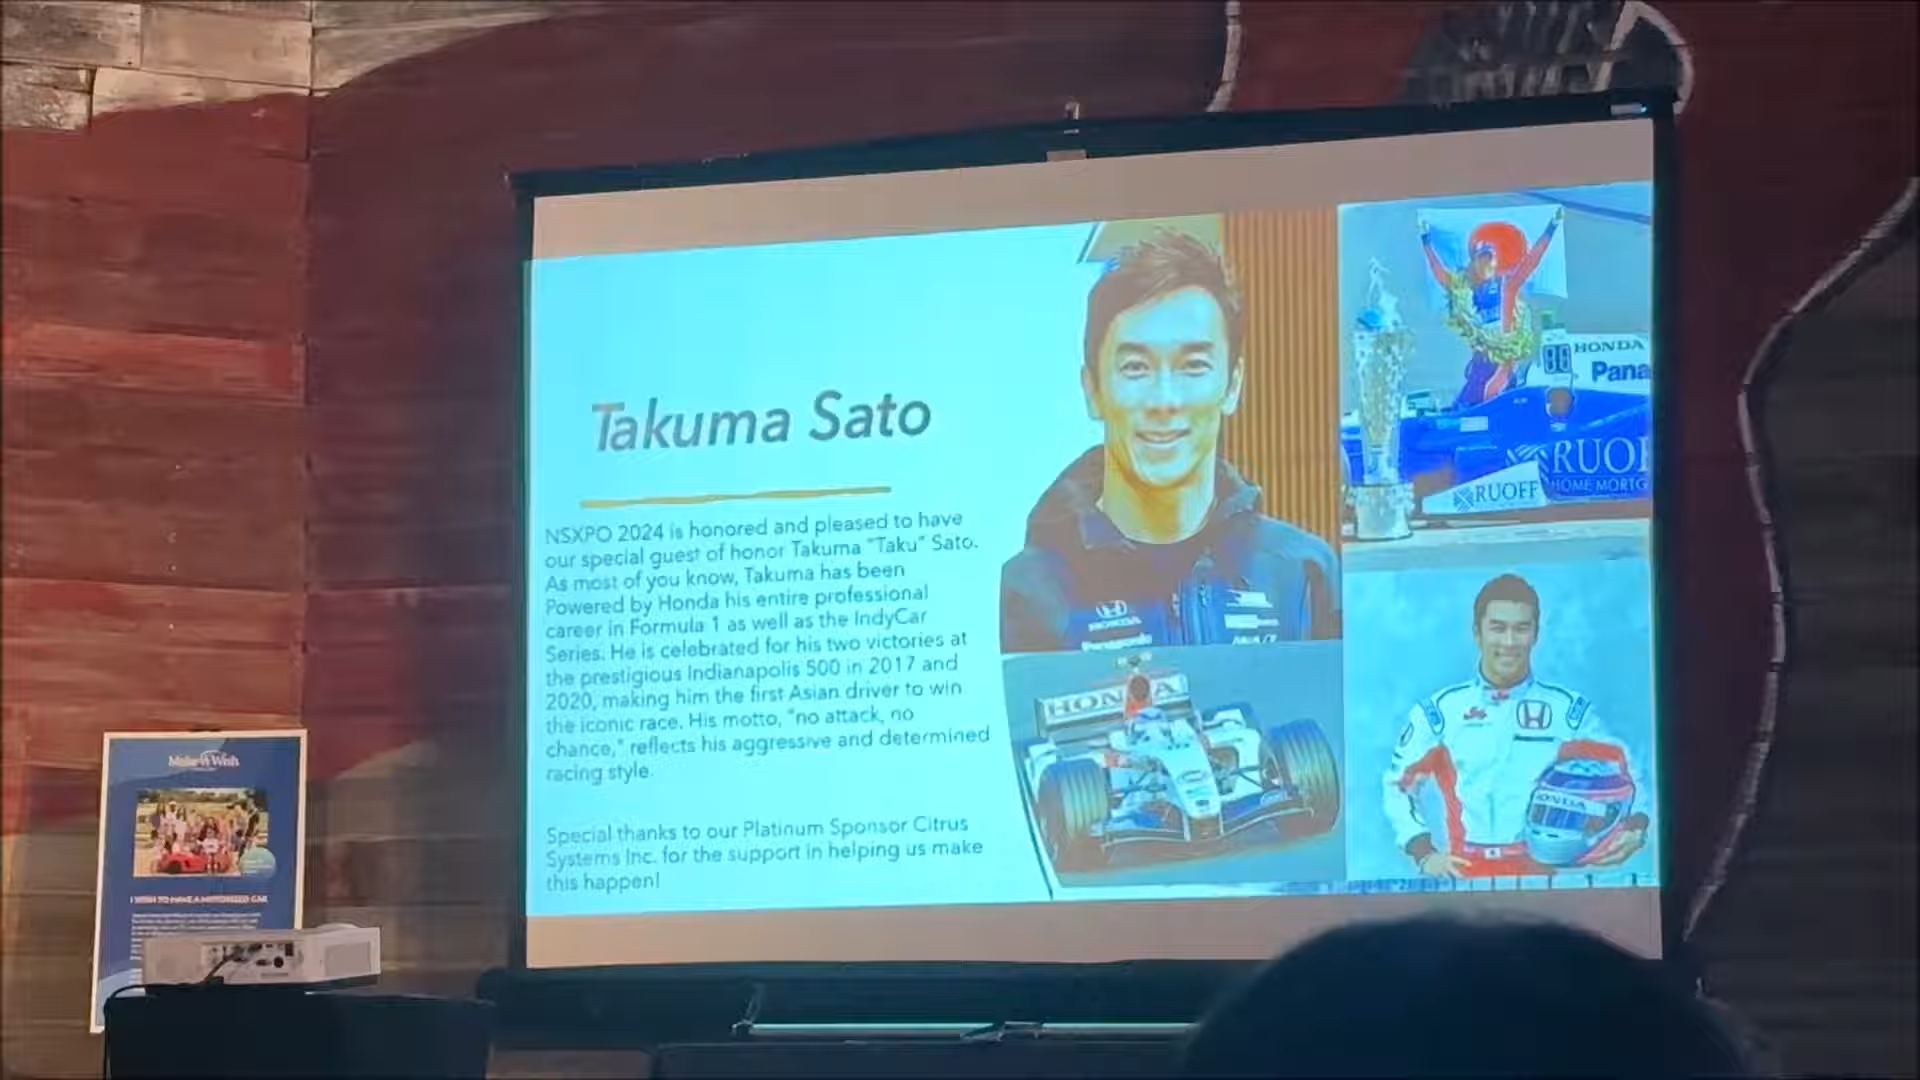 Takuma Sato
NSXPO 2024 is honored and pleased to have
our special guest of honor Takuma "Taku" Sato.
As most of you know, Takuma has been
Powered by Honda his entire professional
career in Formula 1 as well as the IndyCar
Series. He is celebrated for his two victories at
the prestigious Indianapolis 500 in 2017 and
2020, making him the first Asian driver to win
the iconic race. His motto, "no attack, no
chance," reflects his aggressive and determined
racing style.
Special thanks to our Platinum Sponsor Citrus
Systems Inc. for the support in helping us make
this happen!
HONDA
Panasonic
HONDA
HONDA
Pana
RUOF
HOME MORTG
RUOFF
HONDA
Make-A-Wish
I WISH TO HAVE A MOTORIZED CAR